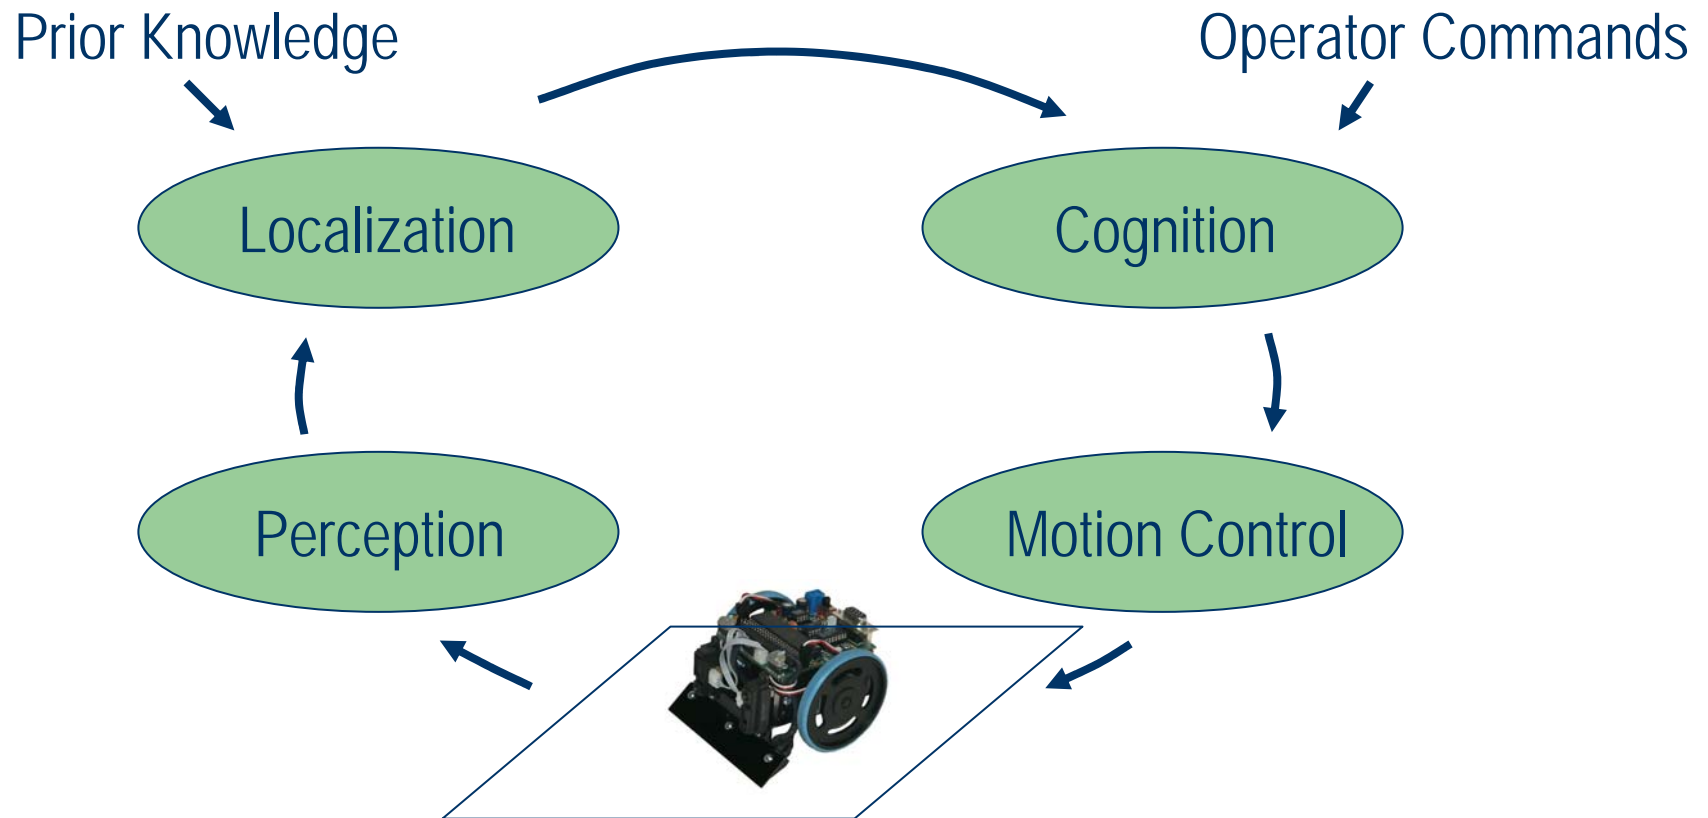 Prior Knowledge
Operator Commands
Localization
Cognition
Perception
Motion Control